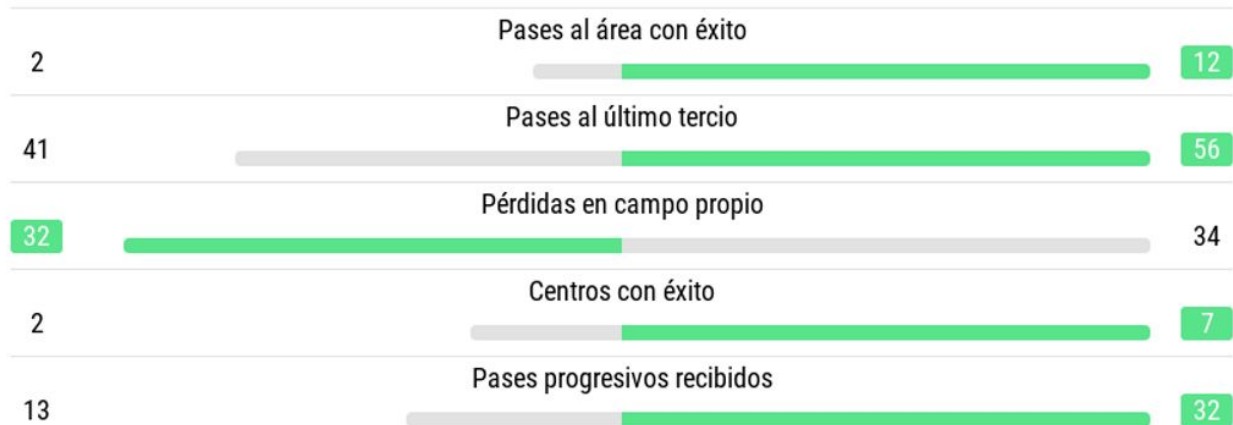 Pases al área con éxito
2 12
Pases al último tercio
41 56
Pérdidas en campo propio
32 34
Centros con éxito
2 7
Pases progresivos recibidos
13 32